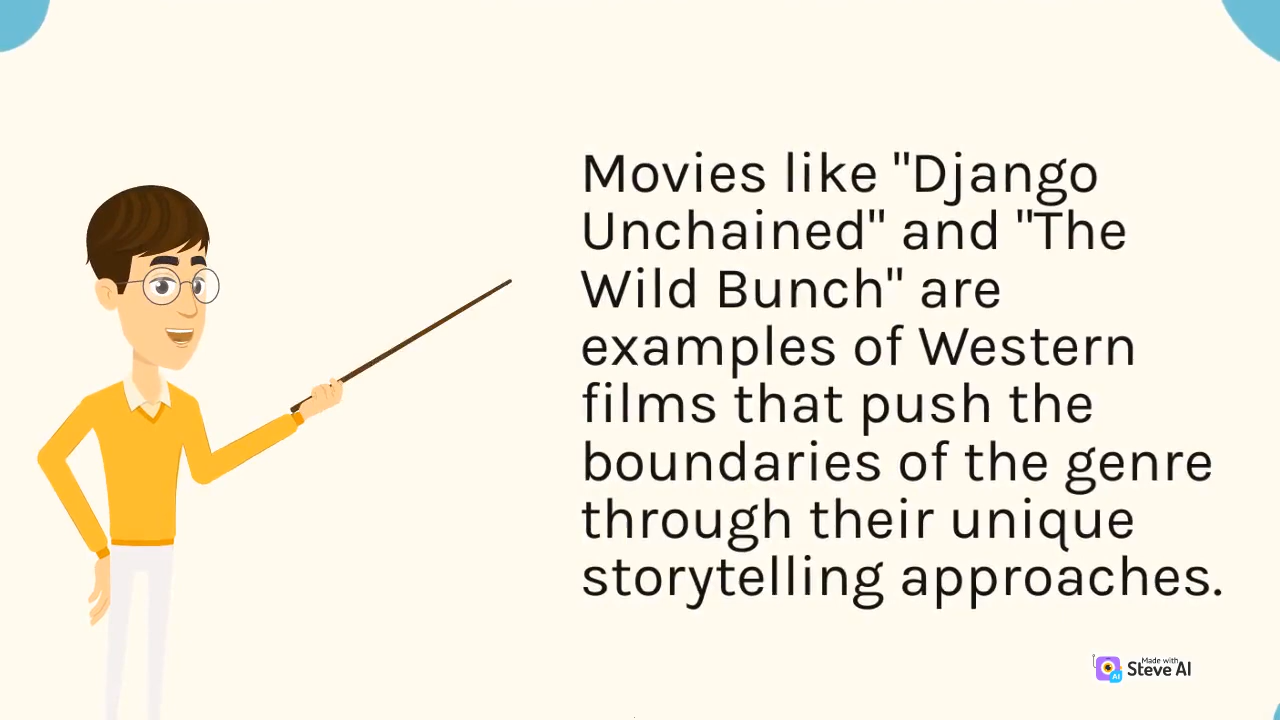 Movies like "Django
Unchained" and "The
Wild Bunch" are
examples of Western
films that push the
boundaries of the genre
through their unique
storytelling approaches.
Made with
Steve AI
AI